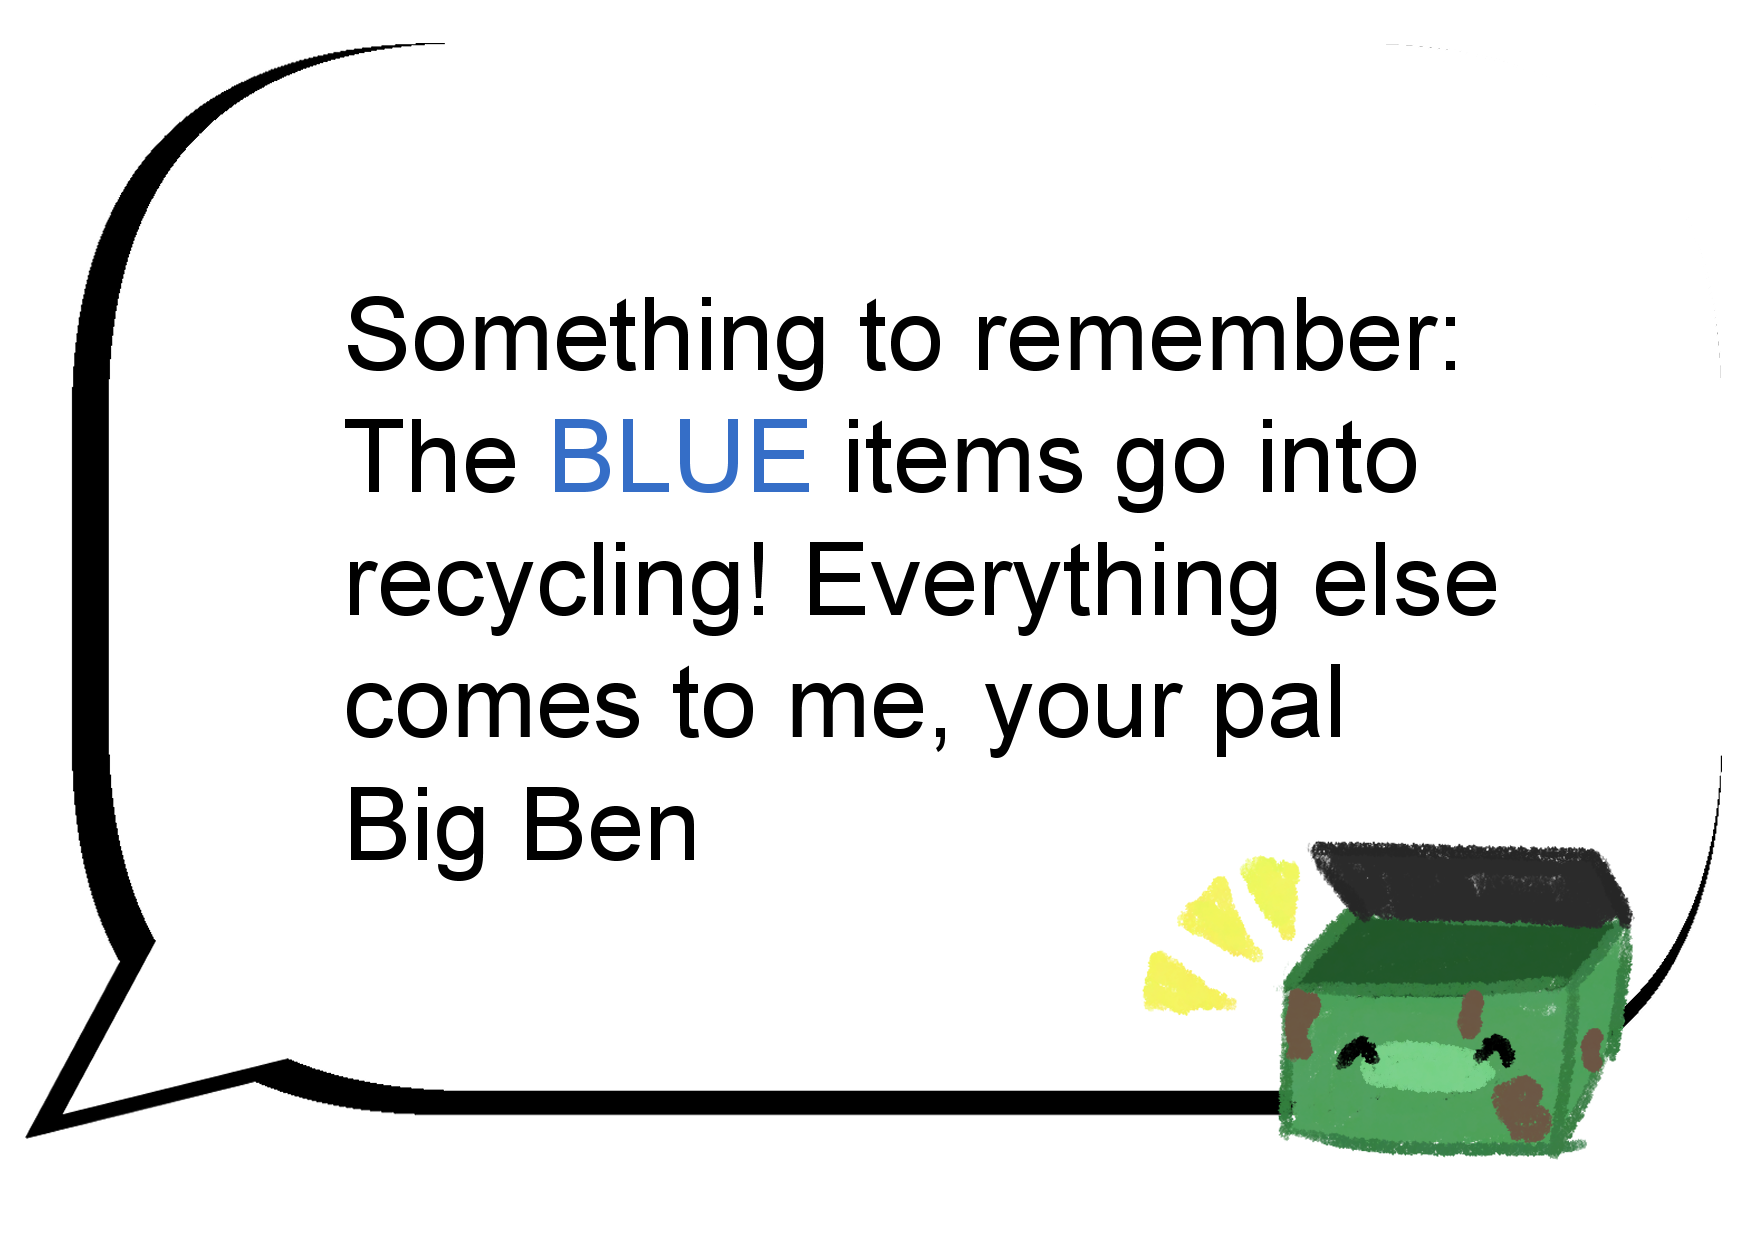 Something to remember:
The BLUE items go into
recycling! Everything else
comes to me, your pal
Big Ben